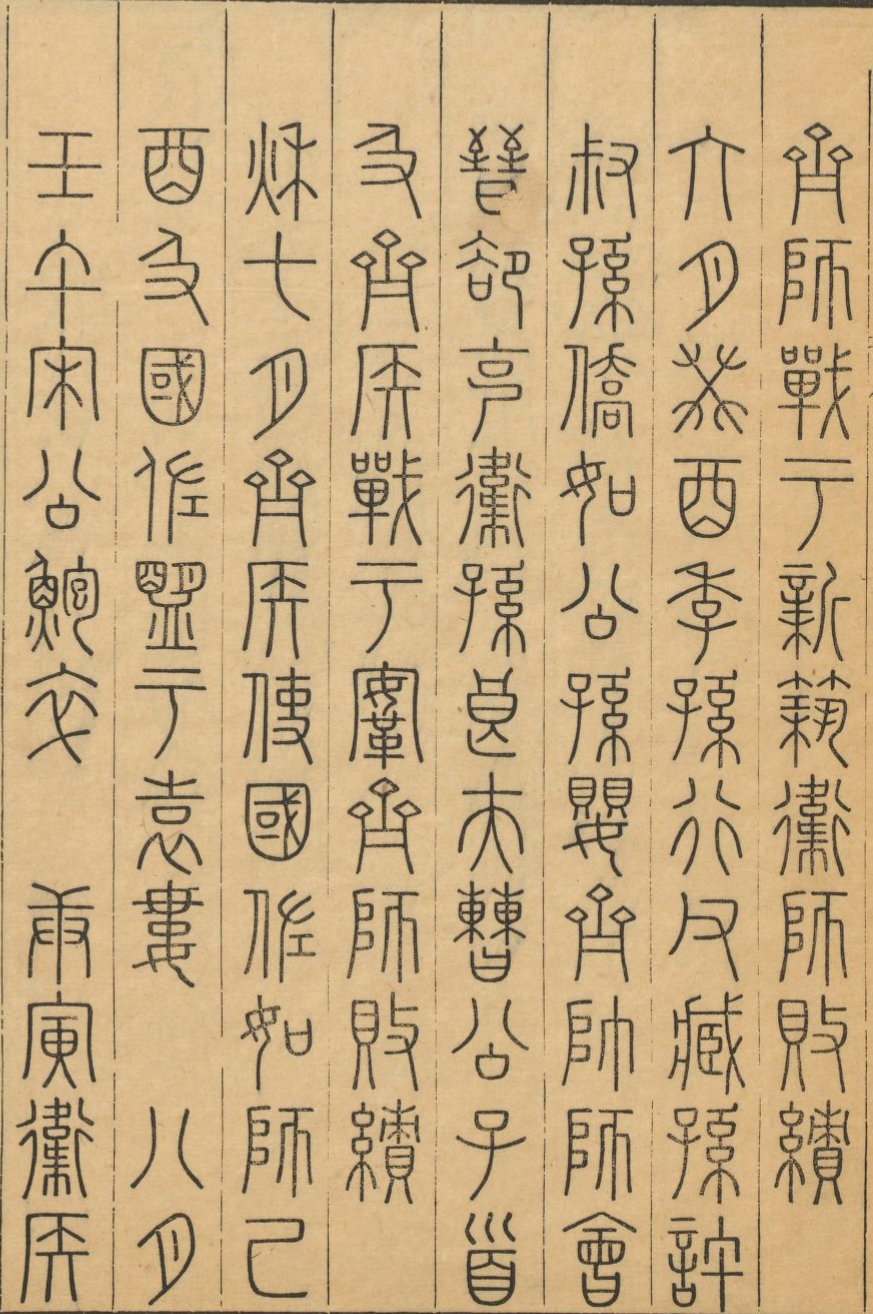 齊師戰于新築衛師敗績
六月癸酉季孫行父臧孫許
叔孫僑如公孫嬰齊帥師會
晉郤克衛孫良夫曹公子首
及齊侯戰于鞌齊師敗績
秋七月齊侯使國佐如師己
酉及國佐盟于袁婁　八月
壬午宋公鮑卒　庚寅衛侯